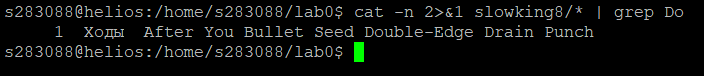 s283088@helios:/home/s283088/lab0$ cat -n 2>&1 slowking8/* | grep Do
     1  Ходы  After You Bullet Seed Double-Edge Drain Punch
s283088@helios:/home/s283088/lab0$